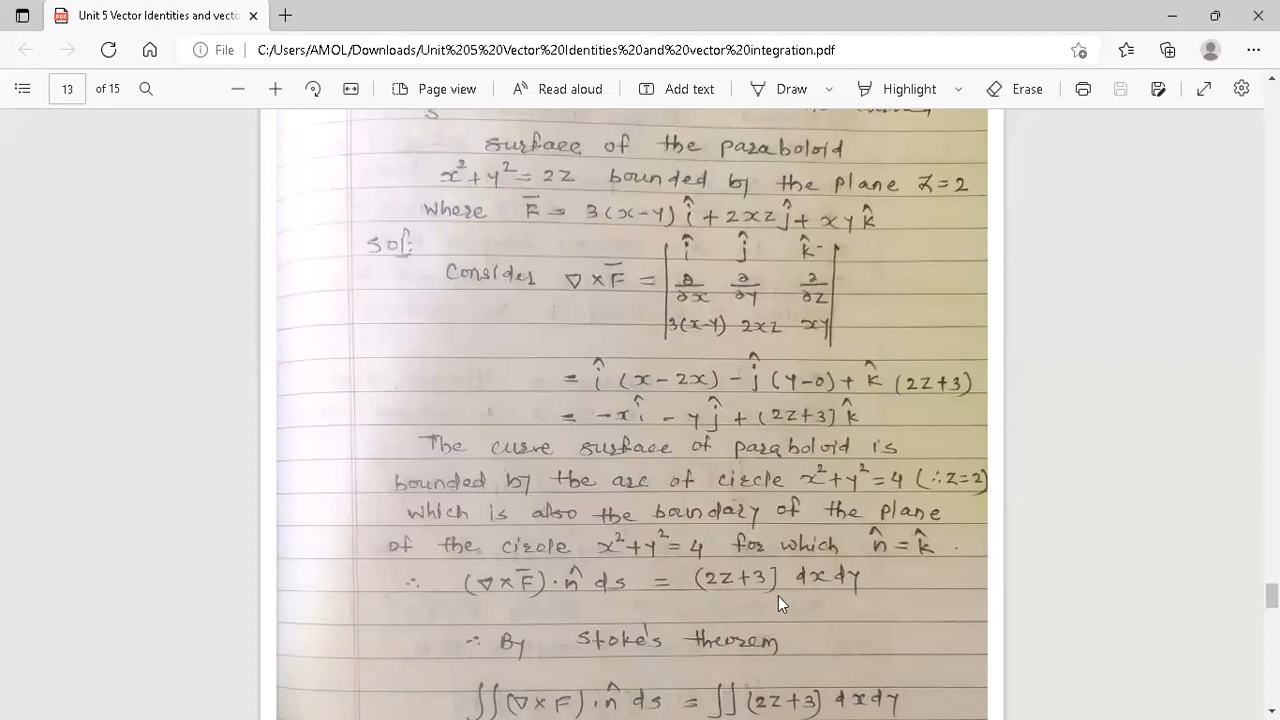 Unit 5 Vector Identities and vecto
File C:/Users/AMOL/Downloads/Unit%205%20Vector%20Identities%20and%20vector%20integration.pdf
13 of 15 Page view Read aloud Add text Draw Highlight Erase
S
surface of the paraboloid
x² + y² = 2z bounded by the plane z = 2
where F̅ = 3(x-y) î + 2xz ĵ + xy k̂
Sol:
î ĵ k̂
Consider ∇ × F̅ = ∂/∂x ∂/∂y ∂/∂z
3(x-y) 2xz xy
= î (x - 2x) - ĵ (y-0) + k̂ (2z+3)
= -x î - y ĵ + (2z+3) k̂
The curve surface of paraboloid is
bounded by the arc of circle x² + y² = 4 (∴ z=2)
which is also the boundary of the plane
of the circle x² + y² = 4 for which n̂ = k̂ .
∴ (∇ × F̅) · n̂ ds = (2z+3] dx dy
∴ By Stoke's theorem
∬ (∇ × F) · n̂ ds = ∬ (2z+3] dx dy